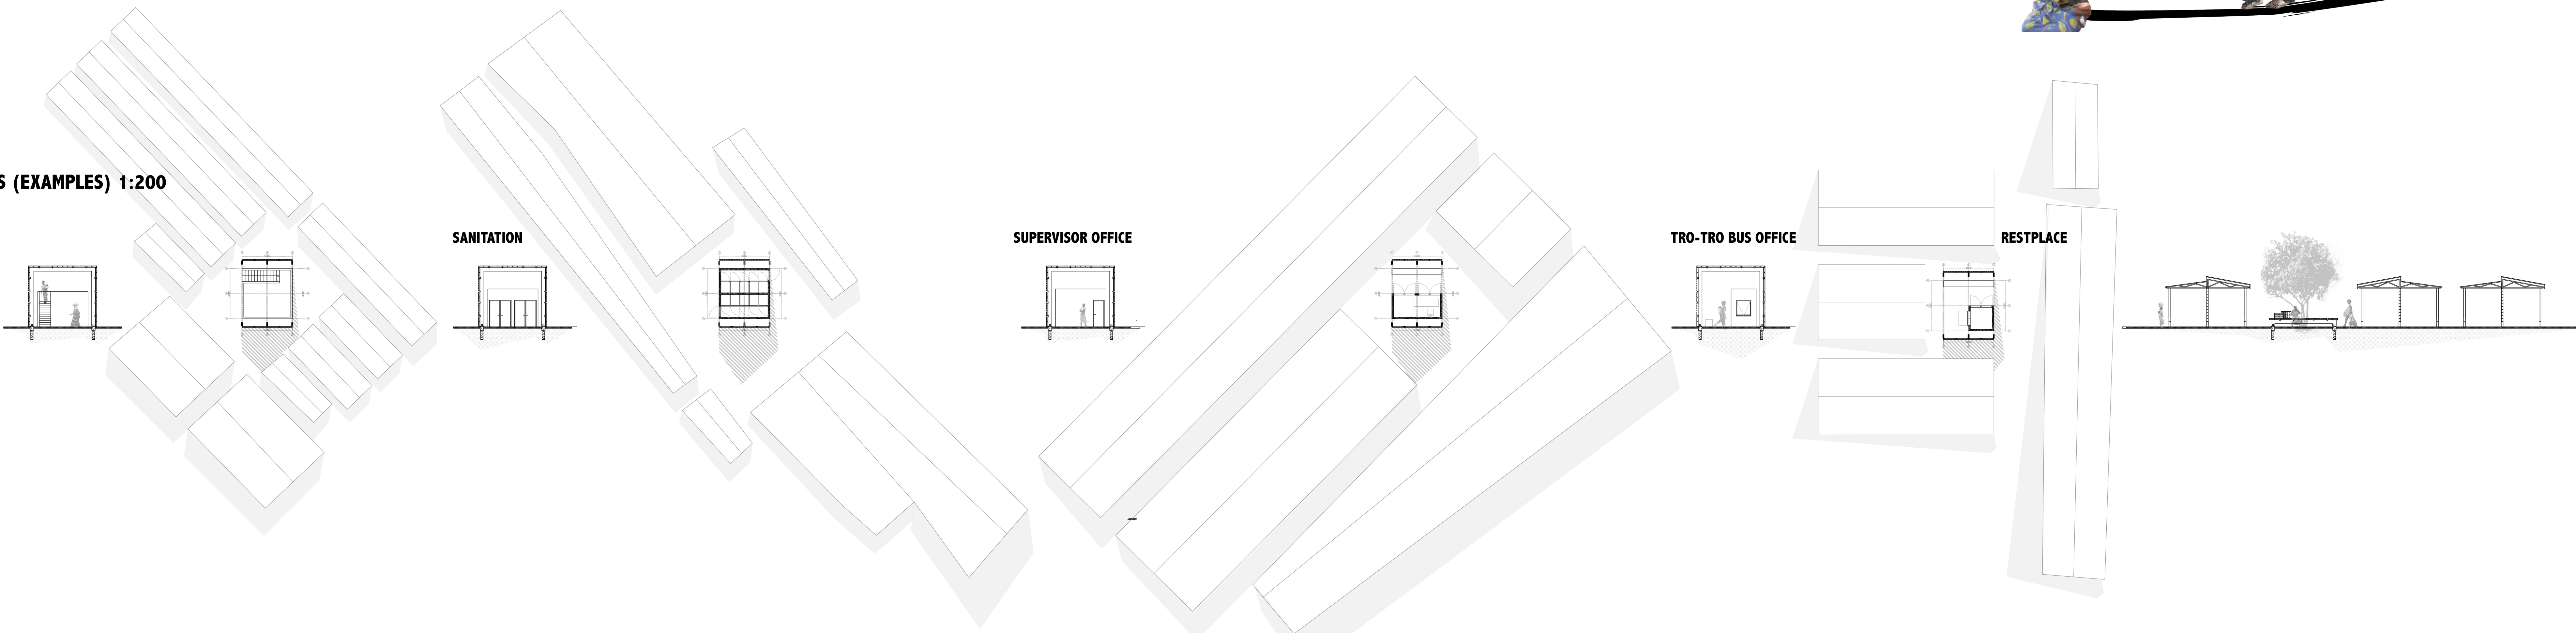 S (EXAMPLES) 1:200
SANITATION
SUPERVISOR OFFICE
TRO-TRO BUS OFFICE
RESTPLACE